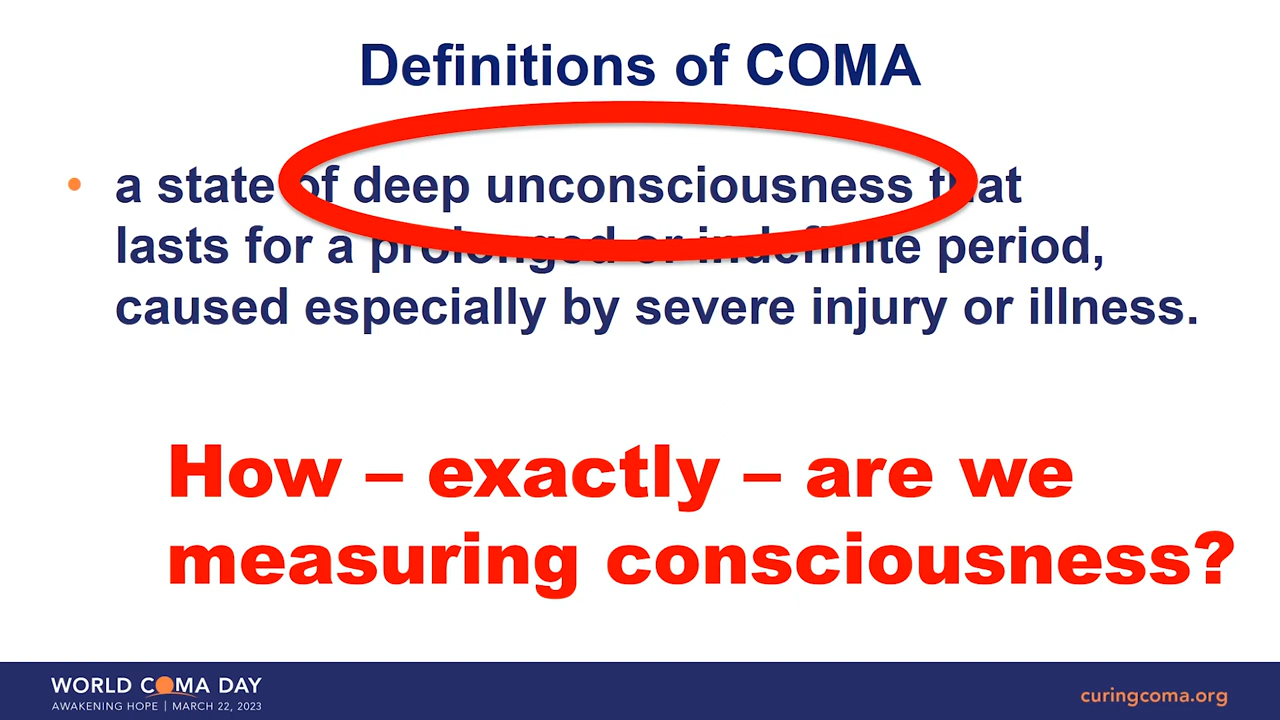 Definitions of COMA
• a state of deep unconsciousness that
lasts for a prolonged or indefinite period,
caused especially by severe injury or illness.
How – exactly – are we
measuring consciousness?
WORLD COMA DAY
AWAKENING HOPE | MARCH 22, 2023
curingcoma.org